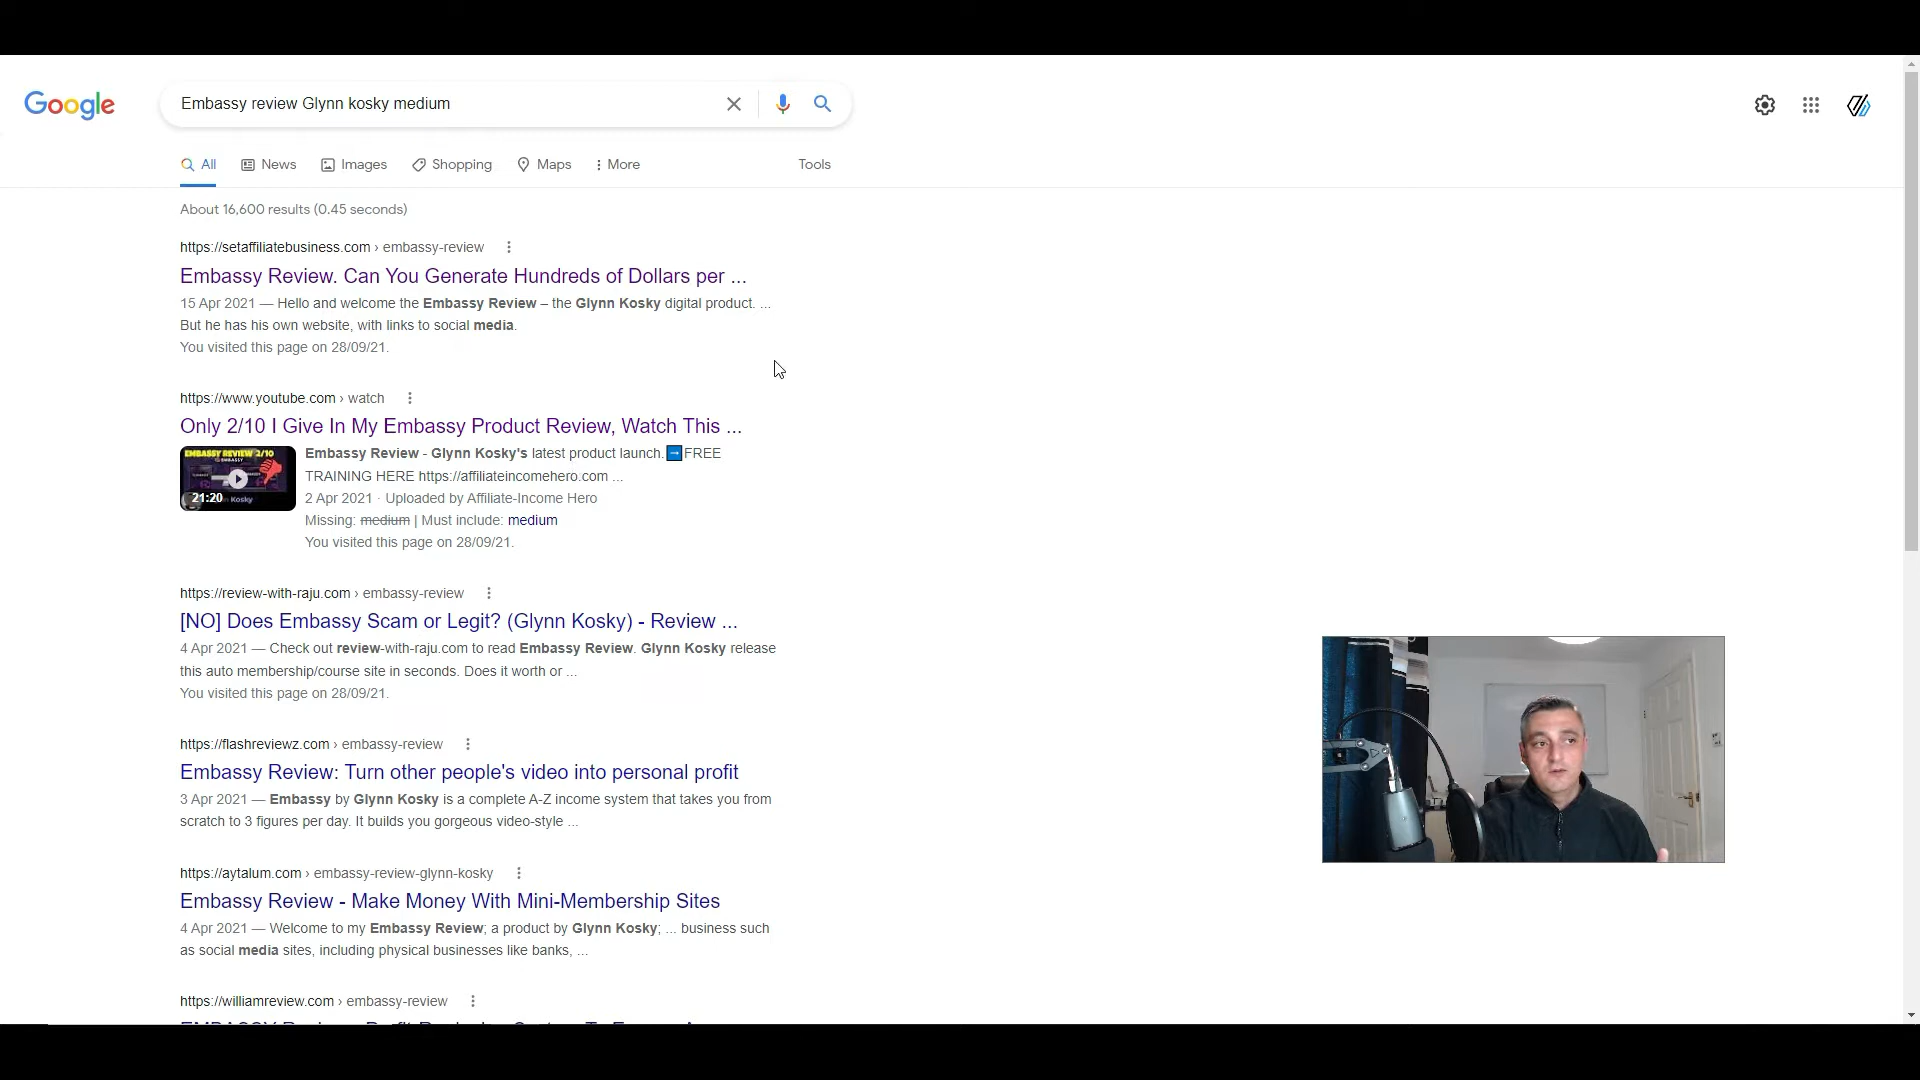 Google
Embassy review Glynn kosky medium
All News Images Shopping Maps More Tools
About 16,600 results (0.45 seconds)
https://setaffiliatebusiness.com › embassy-review
Embassy Review. Can You Generate Hundreds of Dollars per ...
15 Apr 2021 — Hello and welcome the Embassy Review – the Glynn Kosky digital product. ...
But he has his own website, with links to social media.
You visited this page on 28/09/21.
https://www.youtube.com › watch
Only 2/10 I Give In My Embassy Product Review, Watch This ...
EMBASSY REVIEW 2/10
EMBASSY
21:20
Kosky
Embassy Review - Glynn Kosky's latest product launch.➡FREE
TRAINING HERE https://affiliateincomehero.com ...
2 Apr 2021 · Uploaded by Affiliate-Income Hero
Missing: medium | Must include: medium
You visited this page on 28/09/21.
https://review-with-raju.com › embassy-review
[NO] Does Embassy Scam or Legit? (Glynn Kosky) - Review ...
4 Apr 2021 — Check out review-with-raju.com to read Embassy Review. Glynn Kosky release
this auto membership/course site in seconds. Does it worth or ...
You visited this page on 28/09/21.
https://flashreviewz.com › embassy-review
Embassy Review: Turn other people's video into personal profit
3 Apr 2021 — Embassy by Glynn Kosky is a complete A-Z income system that takes you from
scratch to 3 figures per day. It builds you gorgeous video-style ...
https://aytalum.com › embassy-review-glynn-kosky
Embassy Review - Make Money With Mini-Membership Sites
4 Apr 2021 — Welcome to my Embassy Review; a product by Glynn Kosky; ... business such
as social media sites, including physical businesses like banks, ...
https://williamreview.com › embassy-review